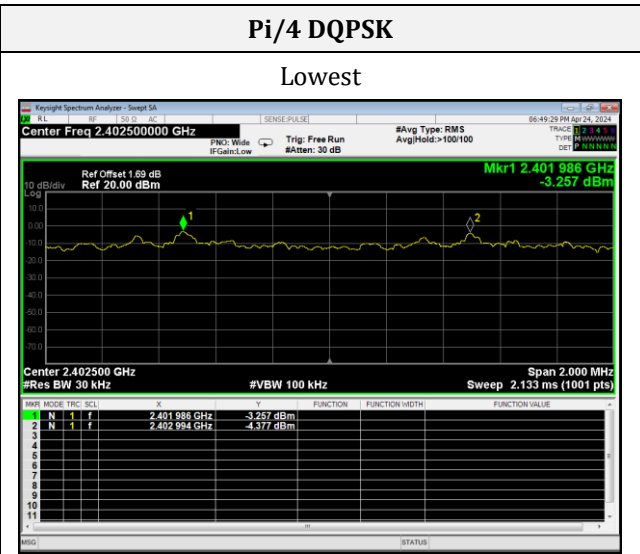 Pi/4 DQPSK
Lowest
Keysight Spectrum Analyzer - Swept SA
RL RF 50 Ω AC SENSE:PULSE 06:49:29 PM Apr 24, 2024
Center Freq 2.402500000 GHz #Avg Type: RMS TRACE 1 2 3 4 5 6
PNO: Wide Trig: Free Run Avg|Hold:>100/100 TYPE M WWWWW
IFGain:Low #Atten: 30 dB DET P N N N N N
Mkr1 2.401 986 GHz
Ref Offset 1.69 dB
10 dB/div Ref 20.00 dBm -3.257 dBm
Log
10.0
0.00
-10.0
-20.0
-30.0
-40.0
-50.0
-60.0
-70.0
1
2
Center 2.402500 GHz Span 2.000 MHz
#Res BW 30 kHz #VBW 100 kHz Sweep 2.133 ms (1001 pts)
MKR MODE TRC SCL X Y FUNCTION FUNCTION WIDTH FUNCTION VALUE
1 N 1 f 2.401 986 GHz -3.257 dBm
2 N 1 f 2.402 994 GHz -4.377 dBm
3
4
5
6
7
8
9
10
11
MSG STATUS